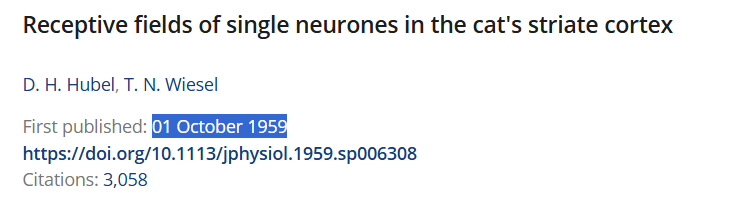 Receptive fields of single neurones in the cat's striate cortex
D. H. Hubel, T. N. Wiesel
First published: 01 October 1959
https://doi.org/10.1113/jphysiol.1959.sp006308
Citations: 3,058